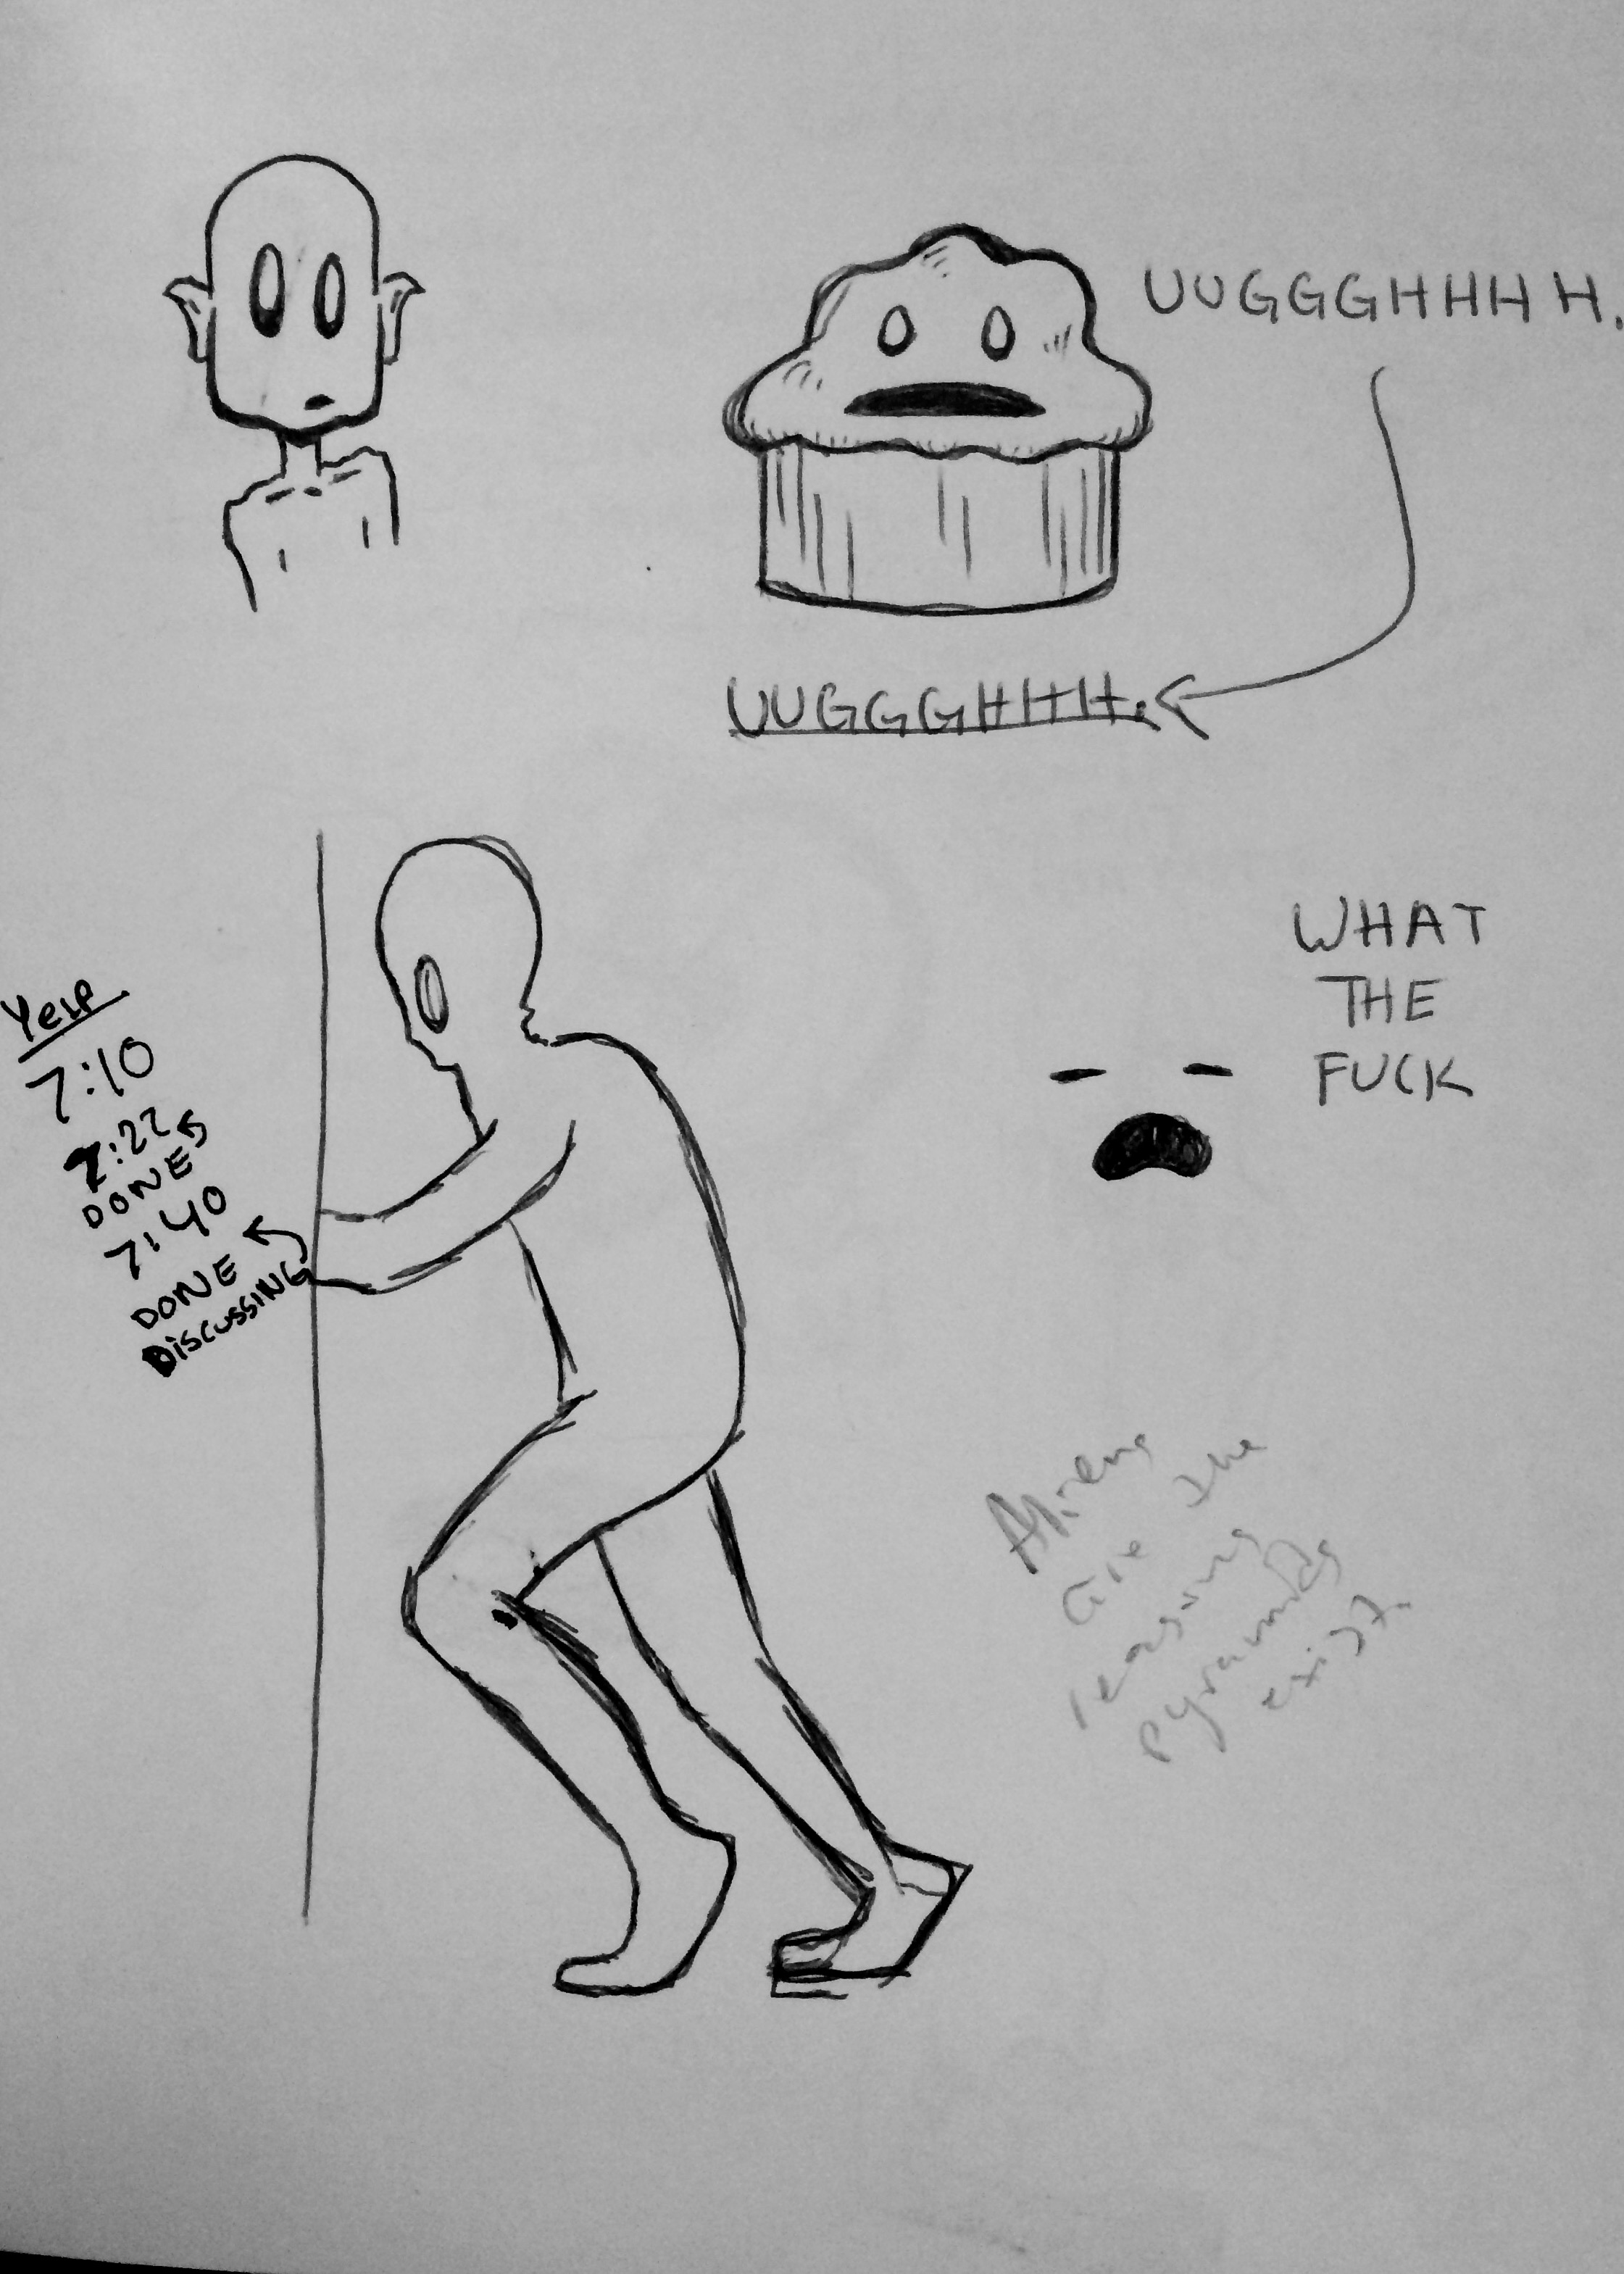 UUGGGHHHH.
UUGGGHHH.
WHAT
THE
FUCK
Yelp
7:10
7:22
DONE
7:40
DONE
DISCUSSING
Aliens
are the
reasons
pyramids
exist.